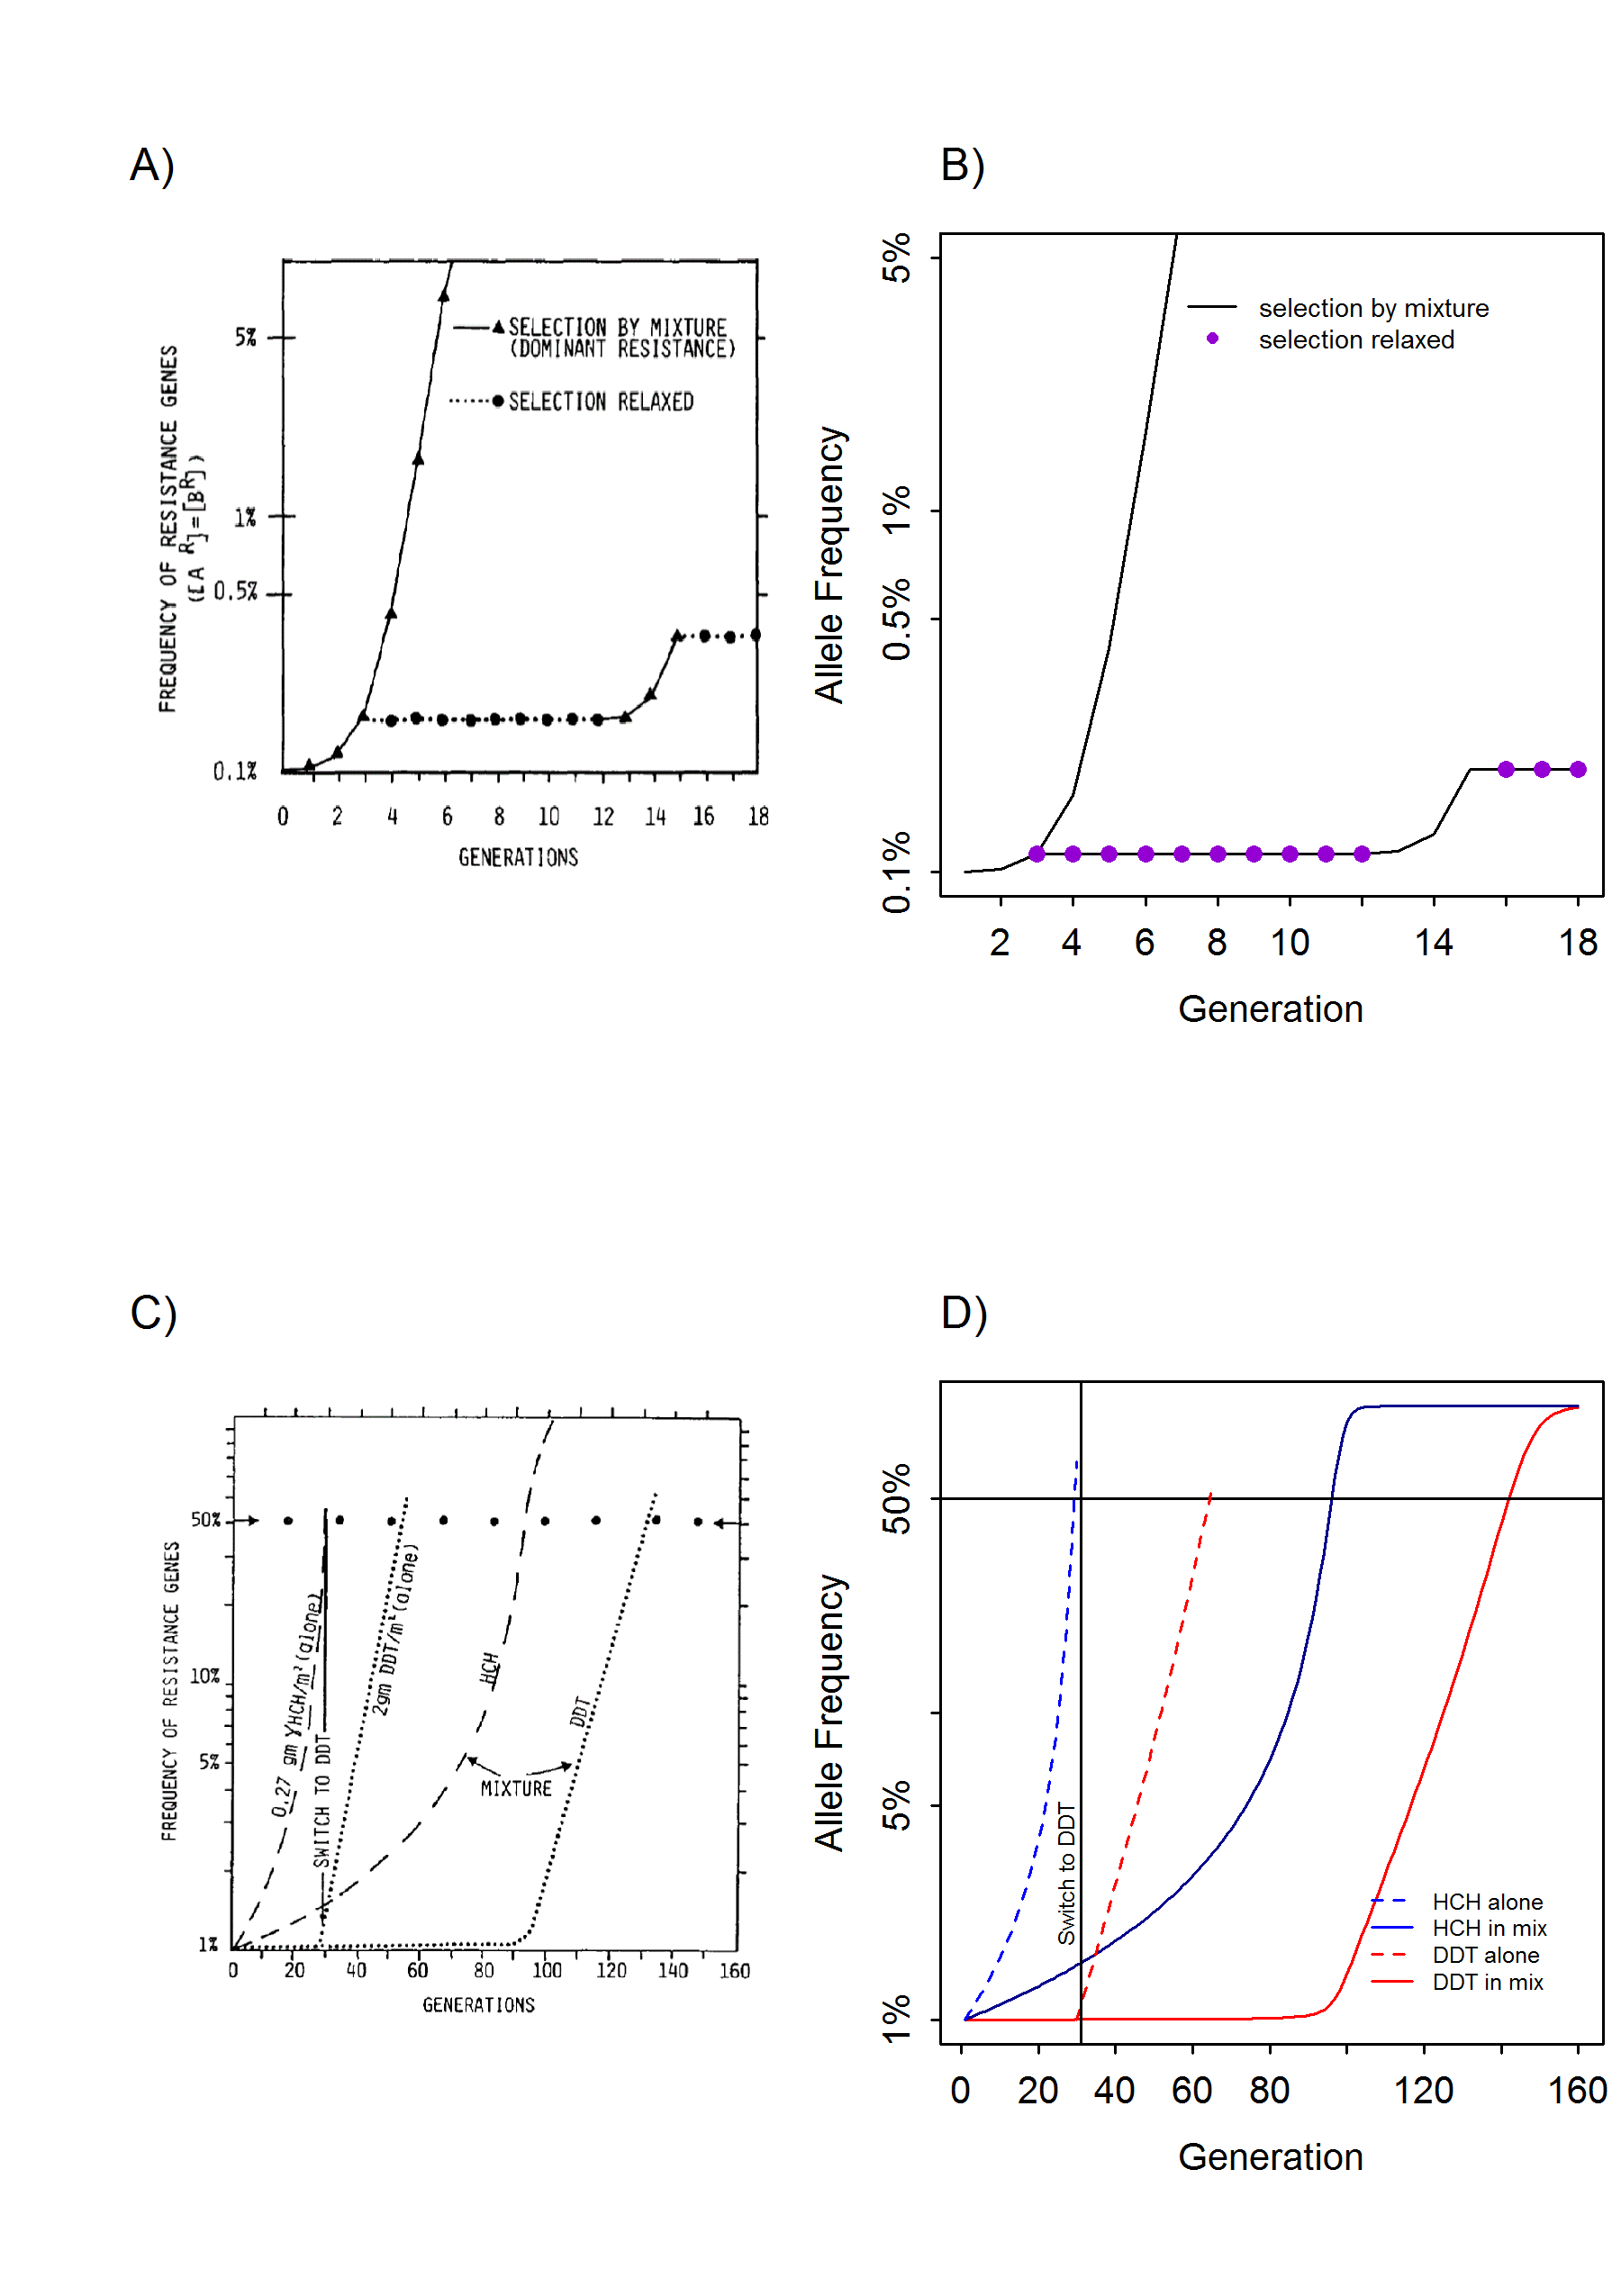 A)
5%
1%
0.5%
0.1%
FREQUENCY OF RESISTANCE GENES
([A R]=[BR])
SELECTION BY MIXTURE
(DOMINANT RESISTANCE)
SELECTION RELAXED
0 2 4 6 8 10 12 14 16 18
GENERATIONS
B)
5%
1%
0.5%
0.1%
Allele Frequency
selection by mixture
selection relaxed
2 4 6 8 10 14 18
Generation
C)
50%
10%
5%
1%
FREQUENCY OF RESISTANCE GENES
0.27 gm γHCH/m² (alone)
SWITCH TO DDT
2gm DDT/m² (alone)
HCH
DDT
MIXTURE
0 20 40 60 80 100 120 140 160
GENERATIONS
D)
50%
5%
1%
Allele Frequency
Switch to DDT
HCH alone
HCH in mix
DDT alone
DDT in mix
0 20 40 60 80 120 160
Generation